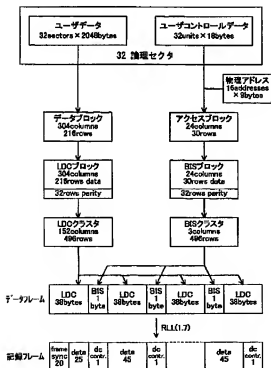 ユーザデータ
32sectors×2048bytes
ユーザコントロールデータ
32units×18bytes
32 論理セクタ
物理アドレス
16addresses
×9bytes
データブロック
304columns
216rows
アクセスブロック
24columns
30rows
LDCブロック
304columns
216rows data
32rows parity
BISブロック
24columns
30rows data
32rows parity
LDCクラスタ
152columns
496rows
BISクラスタ
3columns
496rows
データフレーム
LDC
38bytes
BIS
1
byte
LDC
38bytes
BIS
1
byte
LDC
38bytes
BIS
1
byte
LDC
38bytes
RLL(1,7)
記録フレーム
frame
sync
20
data
25
dc
contr.
1
data
45
dc
contr.
1
data
45
dc
contr.
1